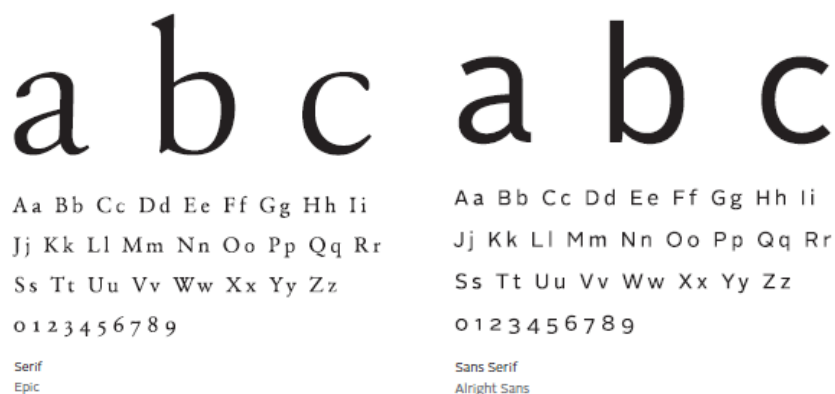 a b c
Aa Bb Cc Dd Ee Ff Gg Hh Ii
Jj Kk Ll Mm Nn Oo Pp Qq Rr
Ss Tt Uu Vv Ww Xx Yy Zz
0 1 2 3 4 5 6 7 8 9
Serif
Epic
a b c
Aa Bb Cc Dd Ee Ff Gg Hh Ii
Jj Kk Ll Mm Nn Oo Pp Qq Rr
Ss Tt Uu Vv Ww Xx Yy Zz
0 1 2 3 4 5 6 7 8 9
Sans Serif
Alright Sans